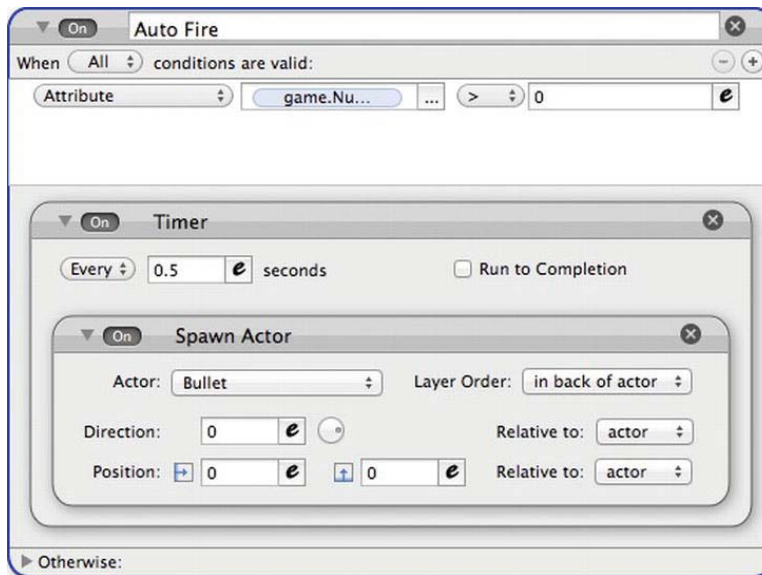 On Auto Fire
When All conditions are valid:
Attribute game.Nu... ... > 0 e
On Timer
Every 0.5 e seconds Run to Completion
On Spawn Actor
Actor: Bullet Layer Order: in back of actor
Direction: 0 e Relative to: actor
Position: 0 e 0 e Relative to: actor
Otherwise: